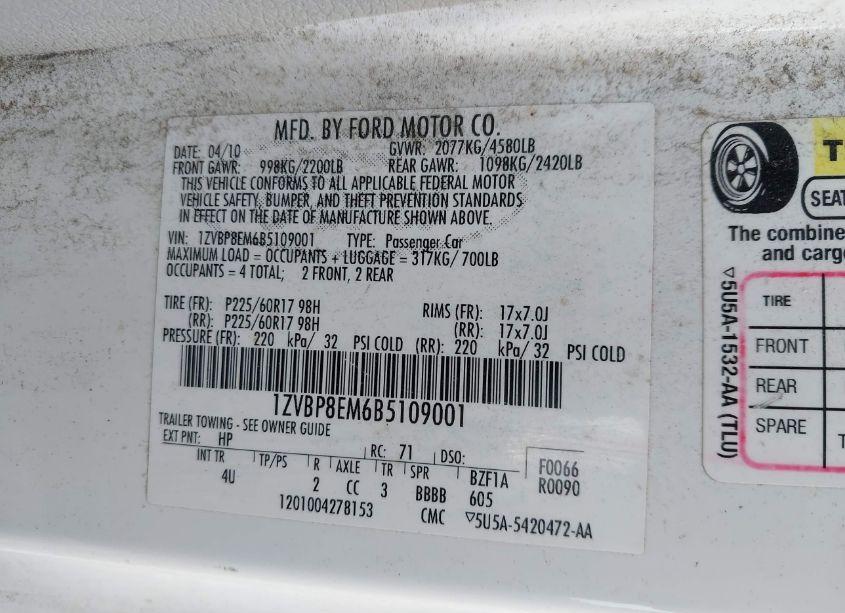 MFD. BY FORD MOTOR CO.
DATE: 04/10 GVWR: 2077KG/4580LB
FRONT GAWR: 998KG/2200LB REAR GAWR: 1098KG/2420LB
THIS VEHICLE CONFORMS TO ALL APPLICABLE FEDERAL MOTOR
VEHICLE SAFETY, BUMPER, AND THEFT PREVENTION STANDARDS
IN EFFECT ON THE DATE OF MANUFACTURE SHOWN ABOVE.
VIN: 1ZVBP8EM6B5109001 TYPE: Passenger Car
MAXIMUM LOAD = OCCUPANTS + LUGGAGE = 317KG/700LB
OCCUPANTS = 4 TOTAL; 2 FRONT, 2 REAR
TIRE (FR): P225/60R17 98H RIMS (FR): 17x7.0J
(RR): P225/60R17 98H (RR): 17x7.0J
PRESSURE (FR): 220 kPa/ 32 PSI COLD (RR): 220 kPa/ 32 PSI COLD
1ZVBP8EM6B5109001
TRAILER TOWING - SEE OWNER GUIDE
EXT PNT: HP RC: 71 DSO:
INT TR TP/PS R AXLE TR SPR BZF1A F0066
4U 2 CC 3 BBBB 605 R0090
1201004278153 CMC ▽5U5A-5420472-AA
T
SEAT
The combine
and carg
TIRE
FRONT
REAR
SPARE
T
▽5U5A-1532-AA (TLU)